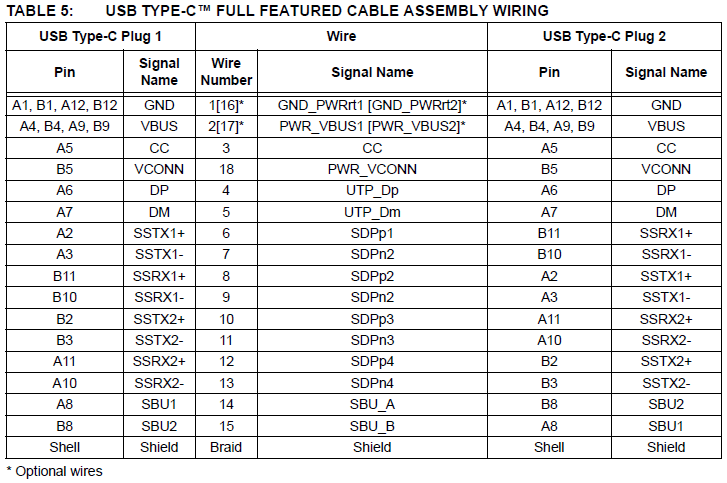 TABLE 5: USB TYPE-C™ FULL FEATURED CABLE ASSEMBLY WIRING
USB Type-C Plug 1 Wire USB Type-C Plug 2
Pin Signal Name Wire Number Signal Name Pin Signal Name
A1, B1, A12, B12 GND 1[16]* GND_PWRrt1 [GND_PWRrt2]* A1, B1, A12, B12 GND
A4, B4, A9, B9 VBUS 2[17]* PWR_VBUS1 [PWR_VBUS2]* A4, B4, A9, B9 VBUS
A5 CC 3 CC A5 CC
B5 VCONN 18 PWR_VCONN B5 VCONN
A6 DP 4 UTP_Dp A6 DP
A7 DM 5 UTP_Dm A7 DM
A2 SSTX1+ 6 SDPp1 B11 SSRX1+
A3 SSTX1- 7 SDPn2 B10 SSRX1-
B11 SSRX1+ 8 SDPp2 A2 SSTX1+
B10 SSRX1- 9 SDPn2 A3 SSTX1-
B2 SSTX2+ 10 SDPp3 A11 SSRX2+
B3 SSTX2- 11 SDPn3 A10 SSRX2-
A11 SSRX2+ 12 SDPp4 B2 SSTX2+
A10 SSRX2- 13 SDPn4 B3 SSTX2-
A8 SBU1 14 SBU_A B8 SBU2
B8 SBU2 15 SBU_B A8 SBU1
Shell Shield Braid Shield Shell Shield
* Optional wires